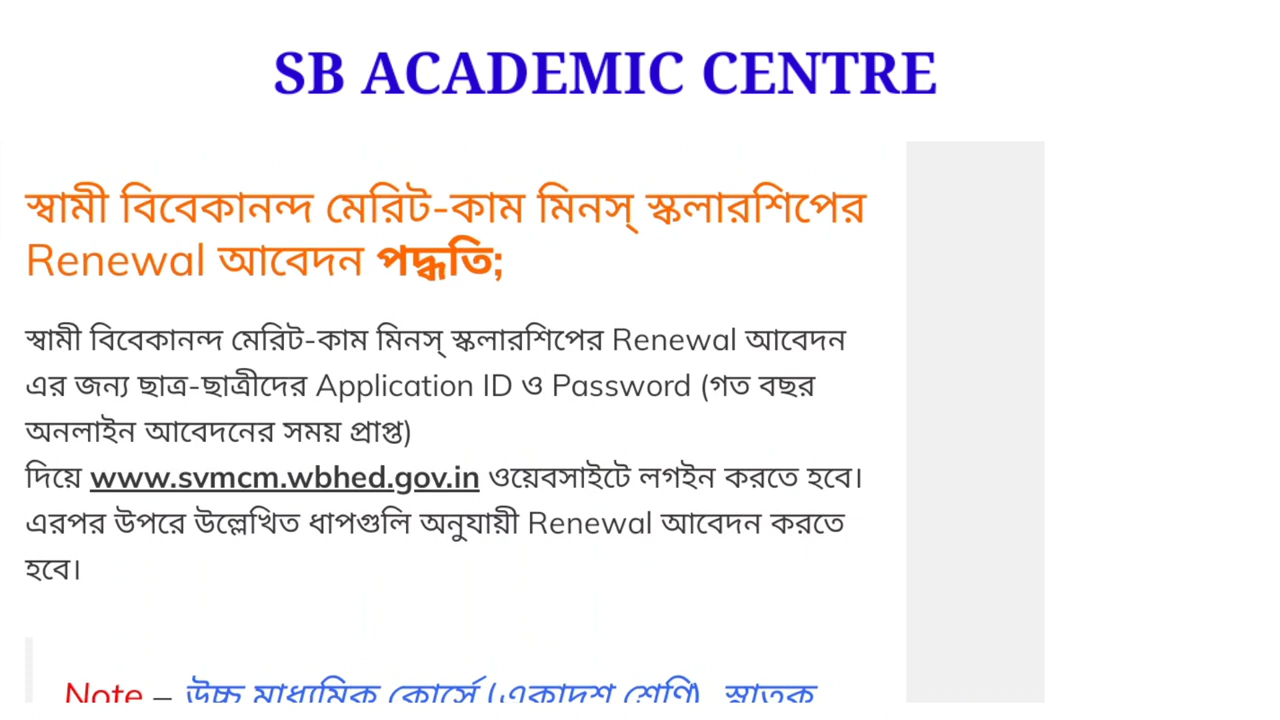 SB ACADEMIC CENTRE
স্বামী বিবেকানন্দ মেরিট-কাম মিনস্ স্কলারশিপের
Renewal আবেদন পদ্ধতি;
স্বামী বিবেকানন্দ মেরিট-কাম মিনস্ স্কলারশিপের Renewal আবেদন
এর জন্য ছাত্র-ছাত্রীদের Application ID ও Password (গত বছর
অনলাইন আবেদনের সময় প্রাপ্ত)
দিয়ে www.svmcm.wbhed.gov.in ওয়েবসাইটে লগইন করতে হবে।
এরপর উপরে উল্লেখিত ধাপগুলি অনুযায়ী Renewal আবেদন করতে
হবে।
Note – উচ্চ মাধ্যমিক কোর্সে (একাদশ শ্রেণি), স্নাতক